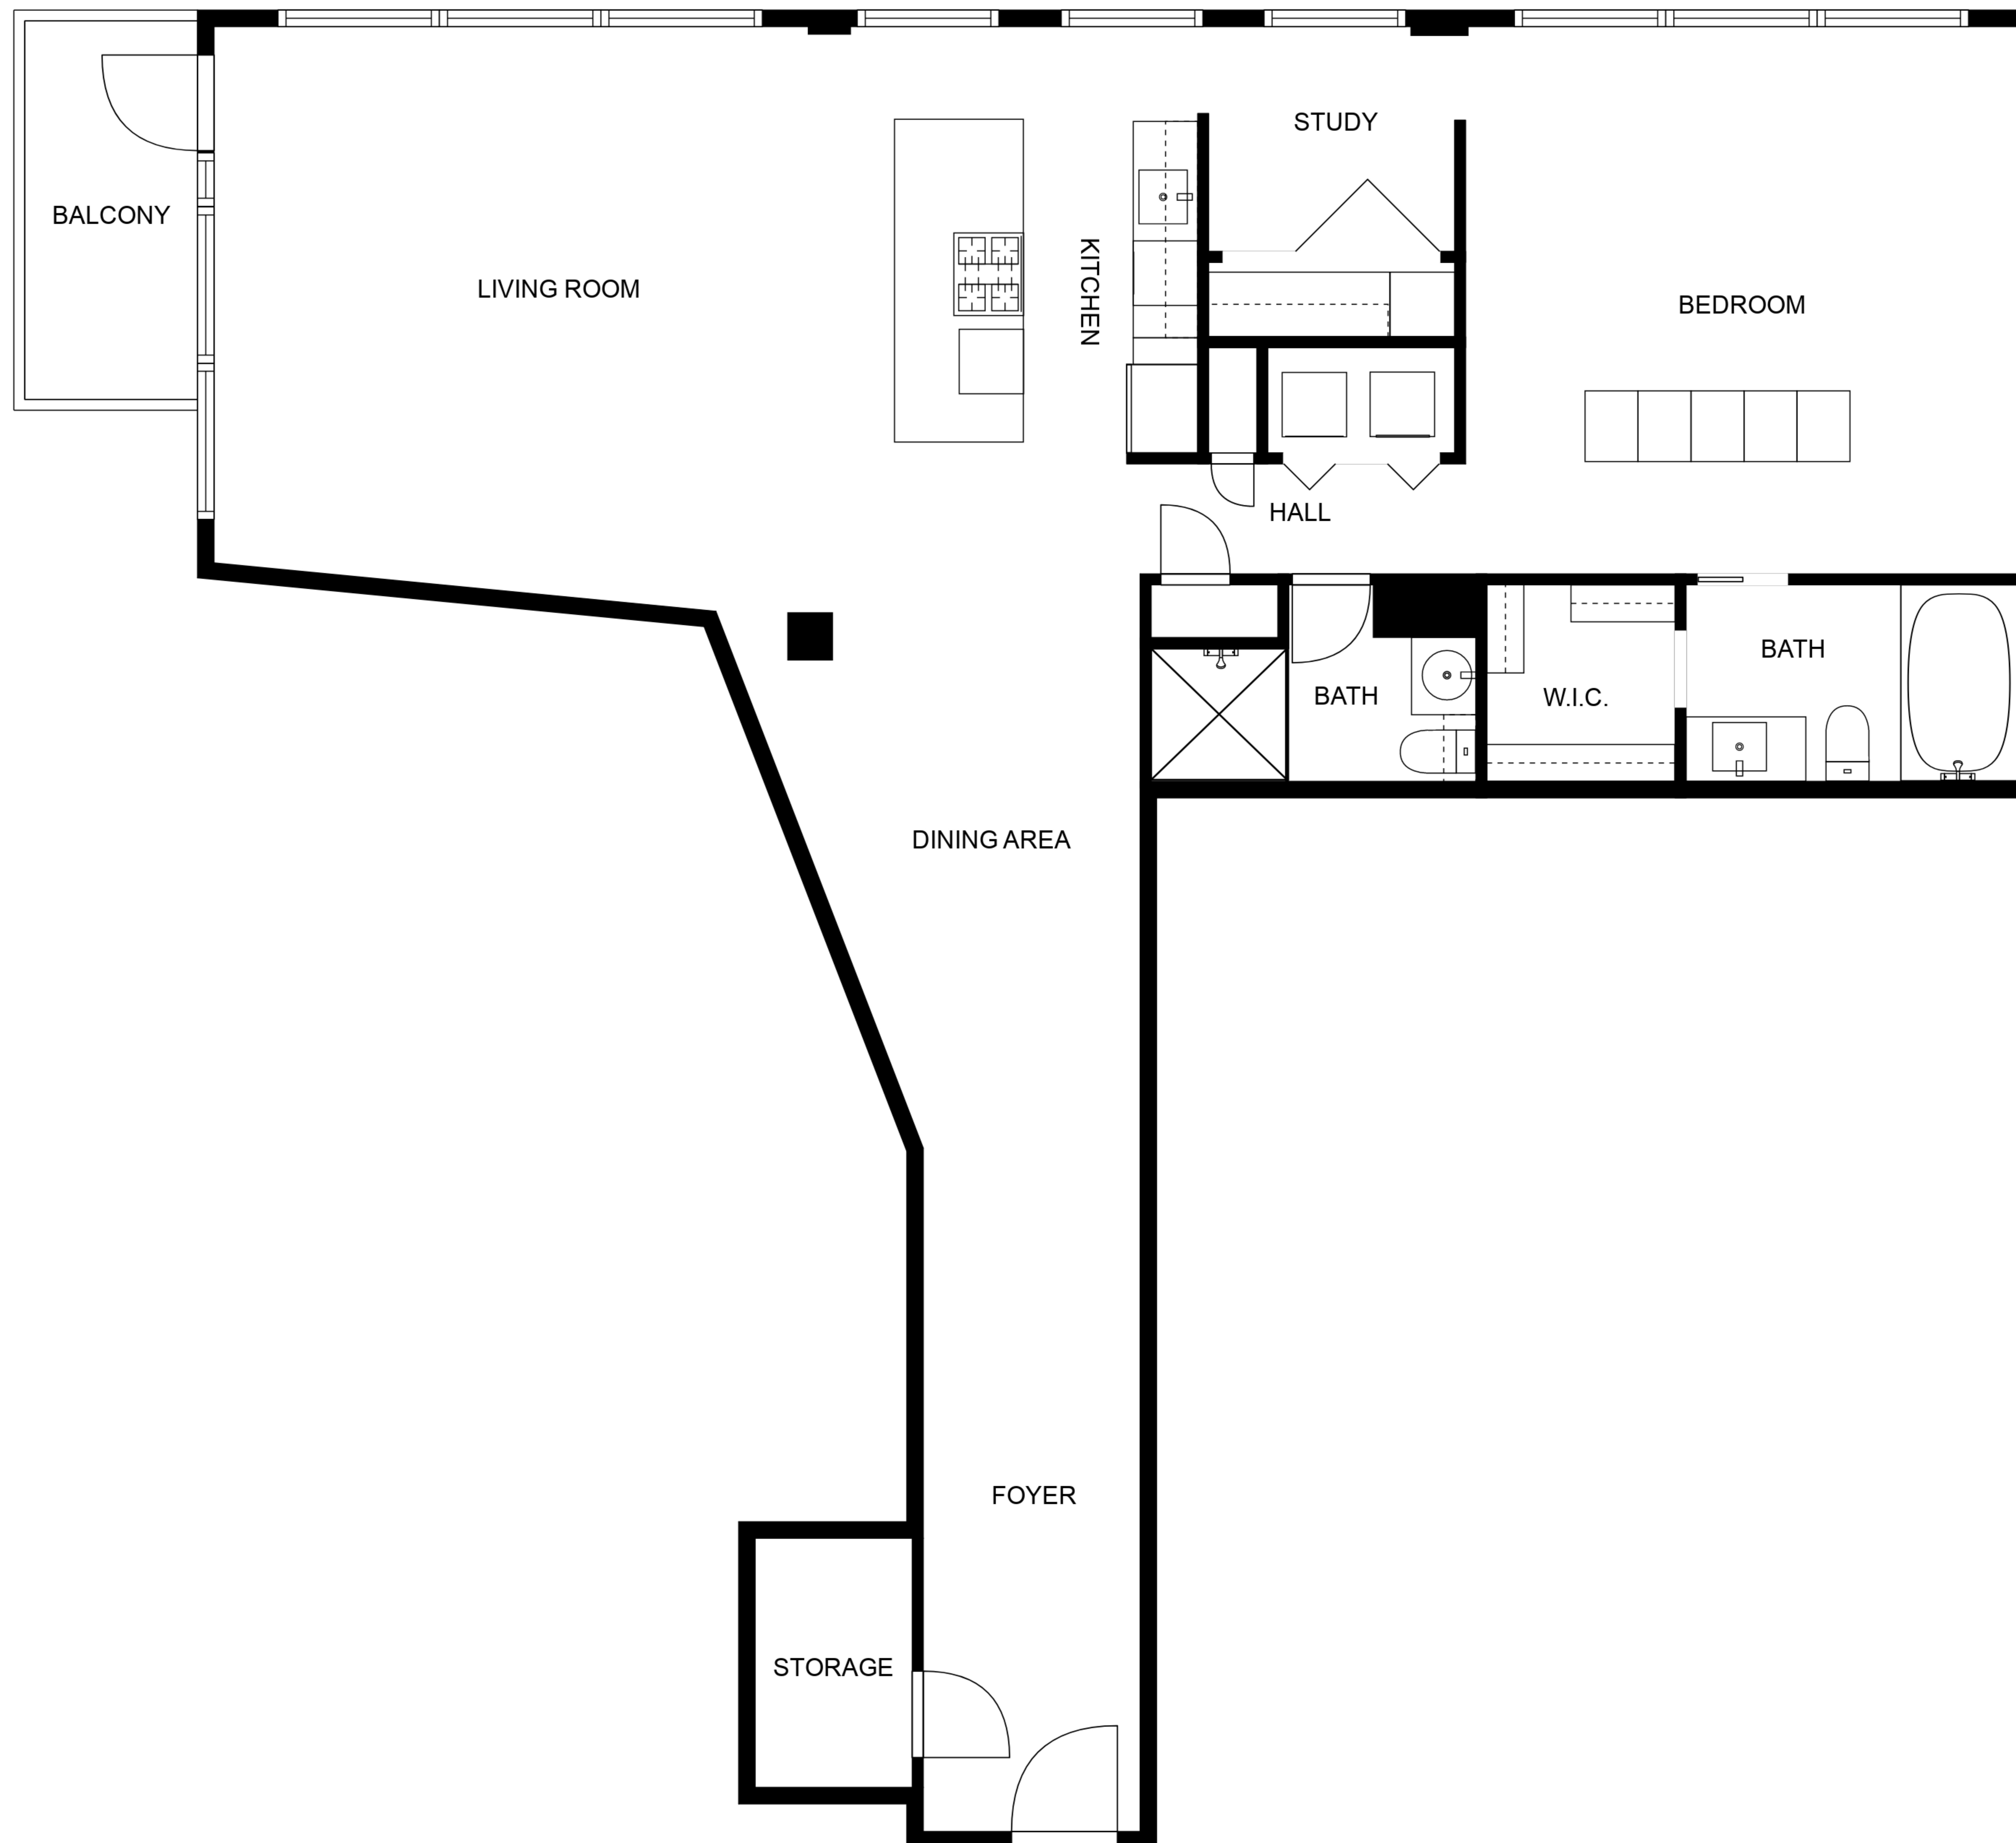 STUDY
BALCONY
LIVING ROOM
KITCHEN
BEDROOM
HALL
BATH
BATH
W.I.C.
DINING AREA
FOYER
STORAGE